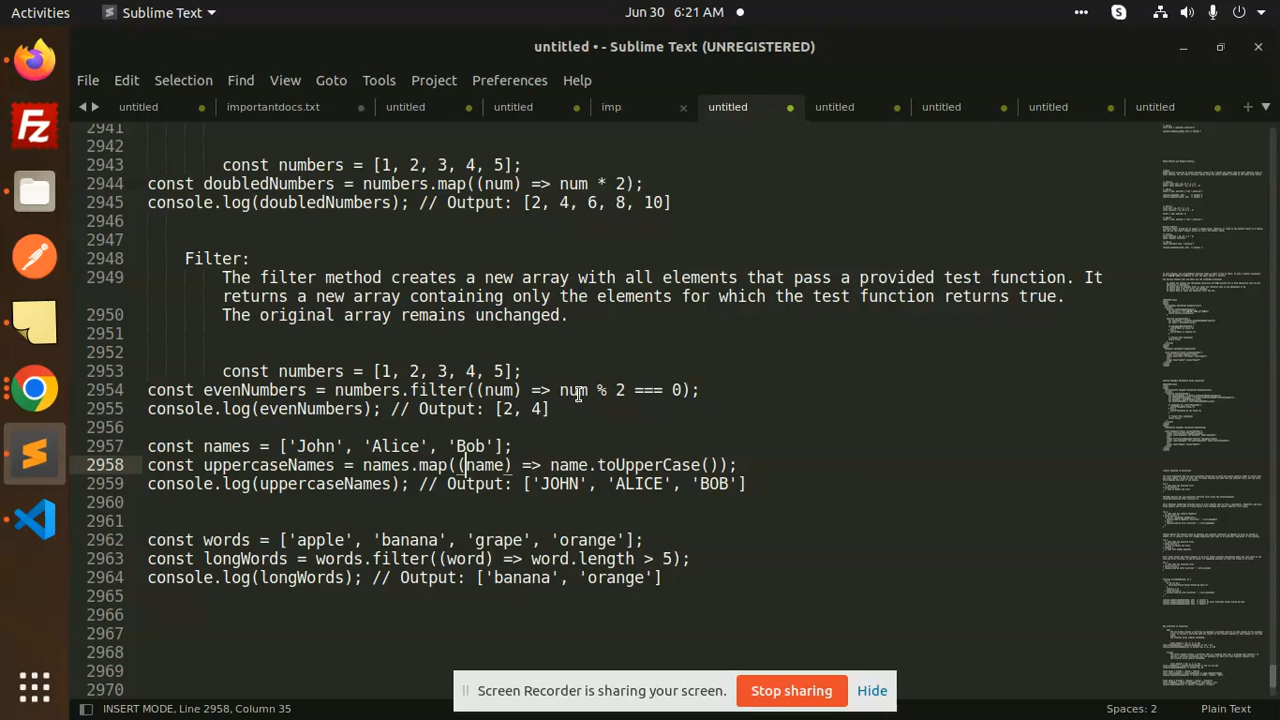 Activities
Sublime Text
Jun 30 6:21 AM
untitled • - Sublime Text (UNREGISTERED)
File Edit Selection Find View Goto Tools Project Preferences Help
untitled importantdocs.txt untitled untitled imp untitled untitled untitled untitled untitled
2941
2942
2943 const numbers = [1, 2, 3, 4, 5];
2944 const doubledNumbers = numbers.map((num) => num * 2);
2945 console.log(doubledNumbers); // Output: [2, 4, 6, 8, 10]
2946
2947
2948 Filter:
2949 The filter method creates a new array with all elements that pass a provided test function. It
returns a new array containing only the elements for which the test function returns true.
2950 The original array remains unchanged.
2951
2952
2953 const numbers = [1, 2, 3, 4, 5];
2954 const evenNumbers = numbers.filter((num) => num % 2 === 0);
2955 console.log(evenNumbers); // Output: [2, 4]
2956
2957 const names = ['John', 'Alice', 'Bob'];
2958 const uppercaseNames = names.map((name) => name.toUpperCase());
2959 console.log(uppercaseNames); // Output: ['JOHN', 'ALICE', 'BOB']
2960
2961
2962 const words = ['apple', 'banana', 'grape', 'orange'];
2963 const longWords = words.filter((word) => word.length > 5);
2964 console.log(longWords); // Output: ['banana', 'orange']
2965
2966
2967
2968
2969
2970
Screen Recorder is sharing your screen. Stop sharing Hide
INSERT MODE, Line 2958, Column 35
Spaces: 2
Plain Text